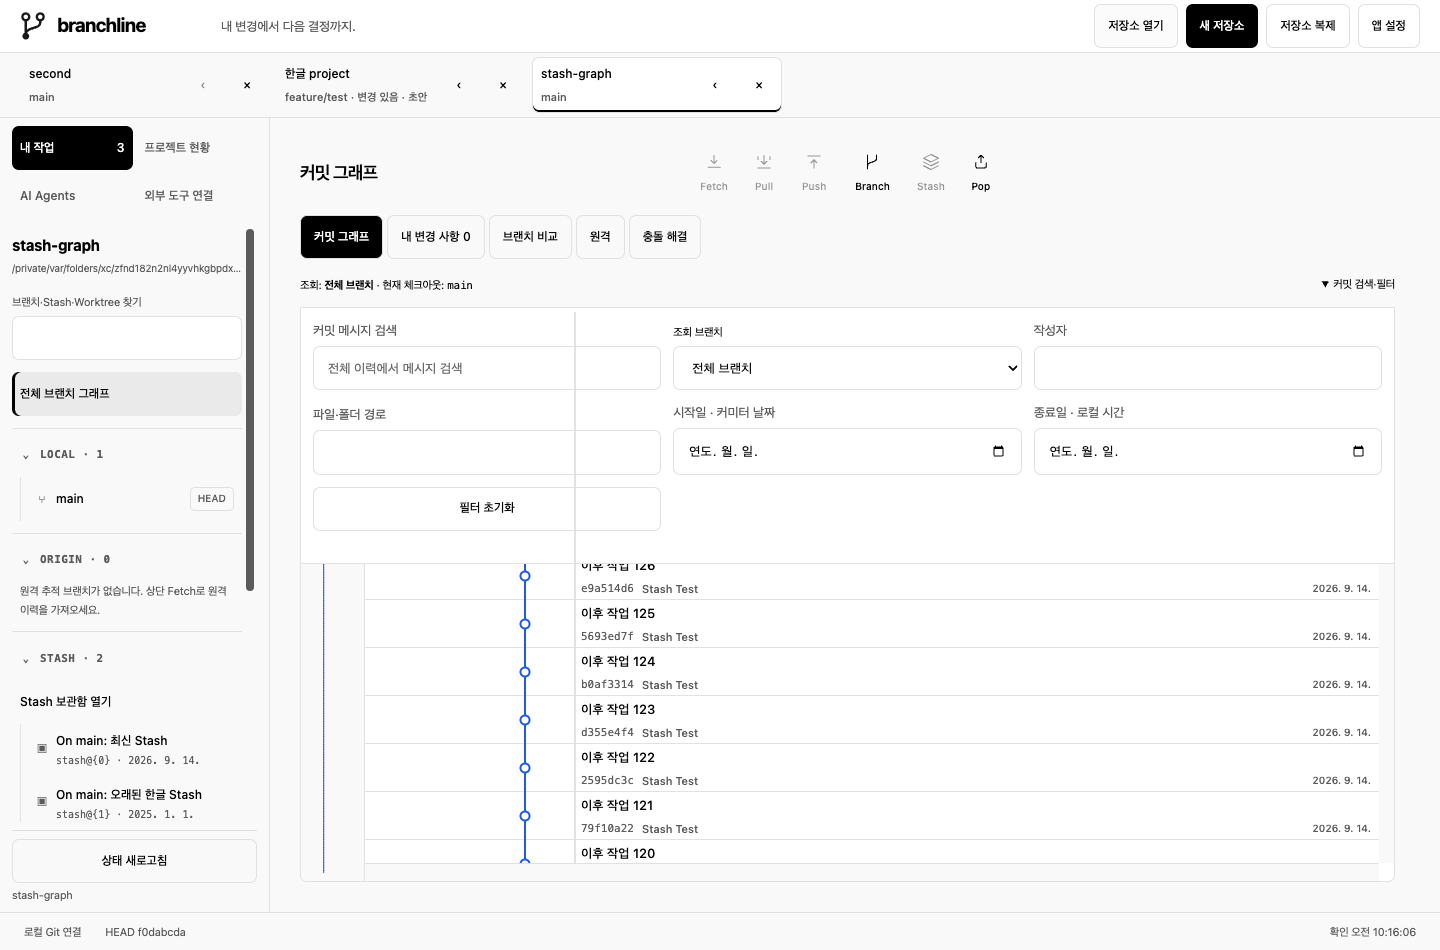 branchline
내 변경에서 다음 결정까지.
저장소 열기
새 저장소
저장소 복제
앱 설정
second
main
한글 project
feature/test · 변경 있음 · 초안
stash-graph
main
내 작업 3
프로젝트 현황
AI Agents
외부 도구 연결
stash-graph
/private/var/folders/xc/zfnd182n2nl4yyvhkgbpdx...
브랜치·Stash·Worktree 찾기
전체 브랜치 그래프
LOCAL · 1
main
HEAD
ORIGIN · 0
원격 추적 브랜치가 없습니다. 상단 Fetch로 원격
이력을 가져오세요.
STASH · 2
Stash 보관함 열기
On main: 최신 Stash
stash@{0} · 2026. 9. 14.
On main: 오래된 한글 Stash
stash@{1} · 2025. 1. 1.
상태 새로고침
stash-graph
커밋 그래프
Fetch
Pull
Push
Branch
Stash
Pop
커밋 그래프
내 변경 사항 0
브랜치 비교
원격
충돌 해결
조회: 전체 브랜치 · 현재 체크아웃: main
▼ 커밋 검색·필터
커밋 메시지 검색
전체 이력에서 메시지 검색
조회 브랜치
전체 브랜치
작성자
파일·폴더 경로
시작일 · 커미터 날짜
연도. 월. 일.
종료일 · 로컬 시간
연도. 월. 일.
필터 초기화
이후 작업 126
e9a514d6 Stash Test 2026. 9. 14.
이후 작업 125
5693ed7f Stash Test 2026. 9. 14.
이후 작업 124
b0af3314 Stash Test 2026. 9. 14.
이후 작업 123
d355e4f4 Stash Test 2026. 9. 14.
이후 작업 122
2595dc3c Stash Test 2026. 9. 14.
이후 작업 121
79f10a22 Stash Test 2026. 9. 14.
이후 작업 120
로컬 Git 연결
HEAD f0dabcda
확인 오전 10:16:06